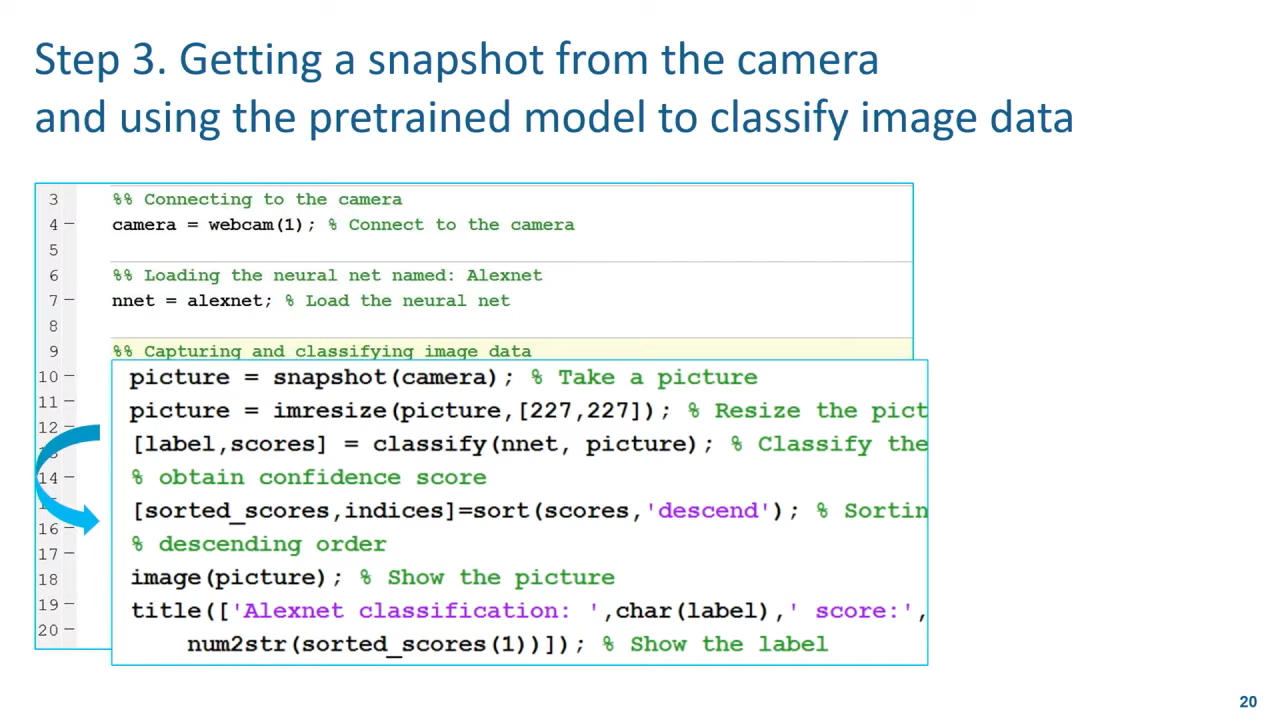 Step 3. Getting a snapshot from the camera
and using the pretrained model to classify image data
3 %% Connecting to the camera
4 – camera = webcam(1); % Connect to the camera
5
6 %% Loading the neural net named: Alexnet
7 – nnet = alexnet; % Load the neural net
8
9 %% Capturing and classifying image data
10 – picture = snapshot(camera); % Take a picture
11 – picture = imresize(picture,[227,227]); % Resize the pict
12 – [label,scores] = classify(nnet, picture); % Classify the
14 – % obtain confidence score
[sorted_scores,indices]=sort(scores,'descend'); % Sortin
16 – % descending order
17 –
18 image(picture); % Show the picture
19 – title(['Alexnet classification: ',char(label),' score:',
20 – num2str(sorted_scores(1))]); % Show the label
20